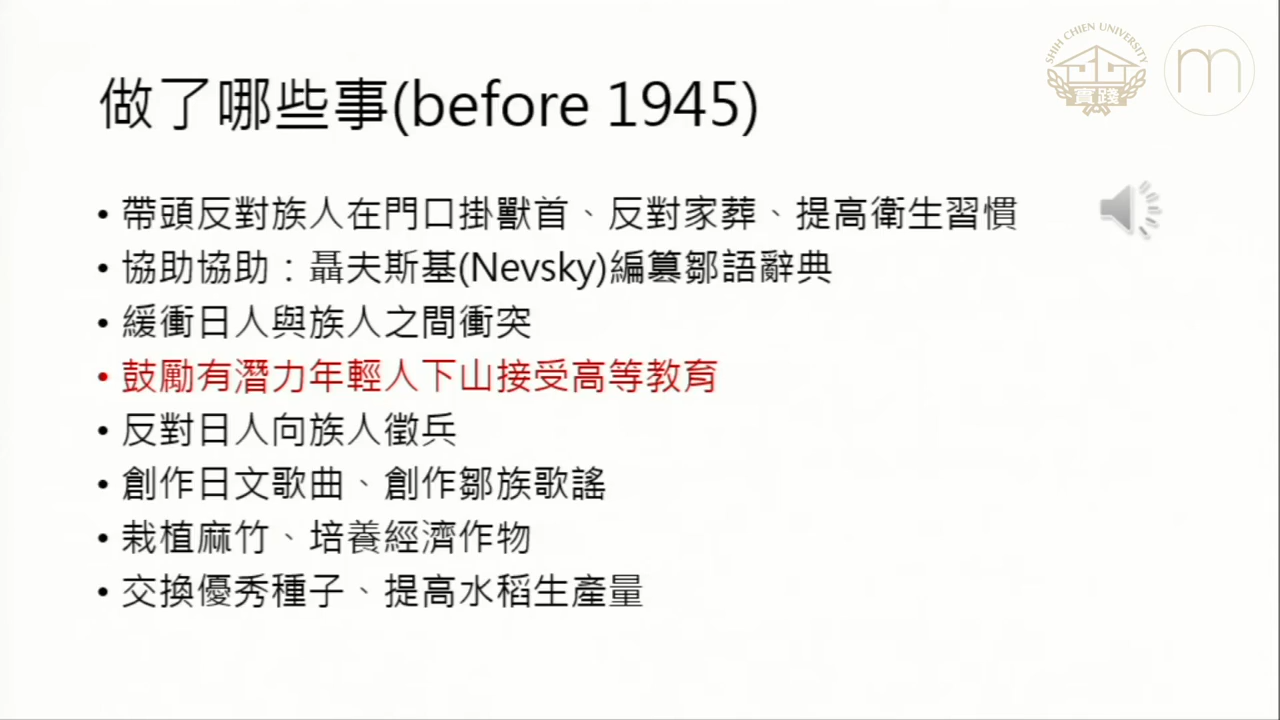 SHIH CHIEN UNIVERSITY
實踐
m
做了哪些事(before 1945)
• 帶頭反對族人在門口掛獸首、反對家葬、提高衛生習慣
• 協助協助：聶夫斯基(Nevsky)編篡鄒語辭典
• 緩衝日人與族人之間衝突
• 鼓勵有潛力年輕人下山接受高等教育
• 反對日人向族人徵兵
• 創作日文歌曲、創作鄒族歌謠
• 栽植麻竹、培養經濟作物
• 交換優秀種子、提高水稻生產量